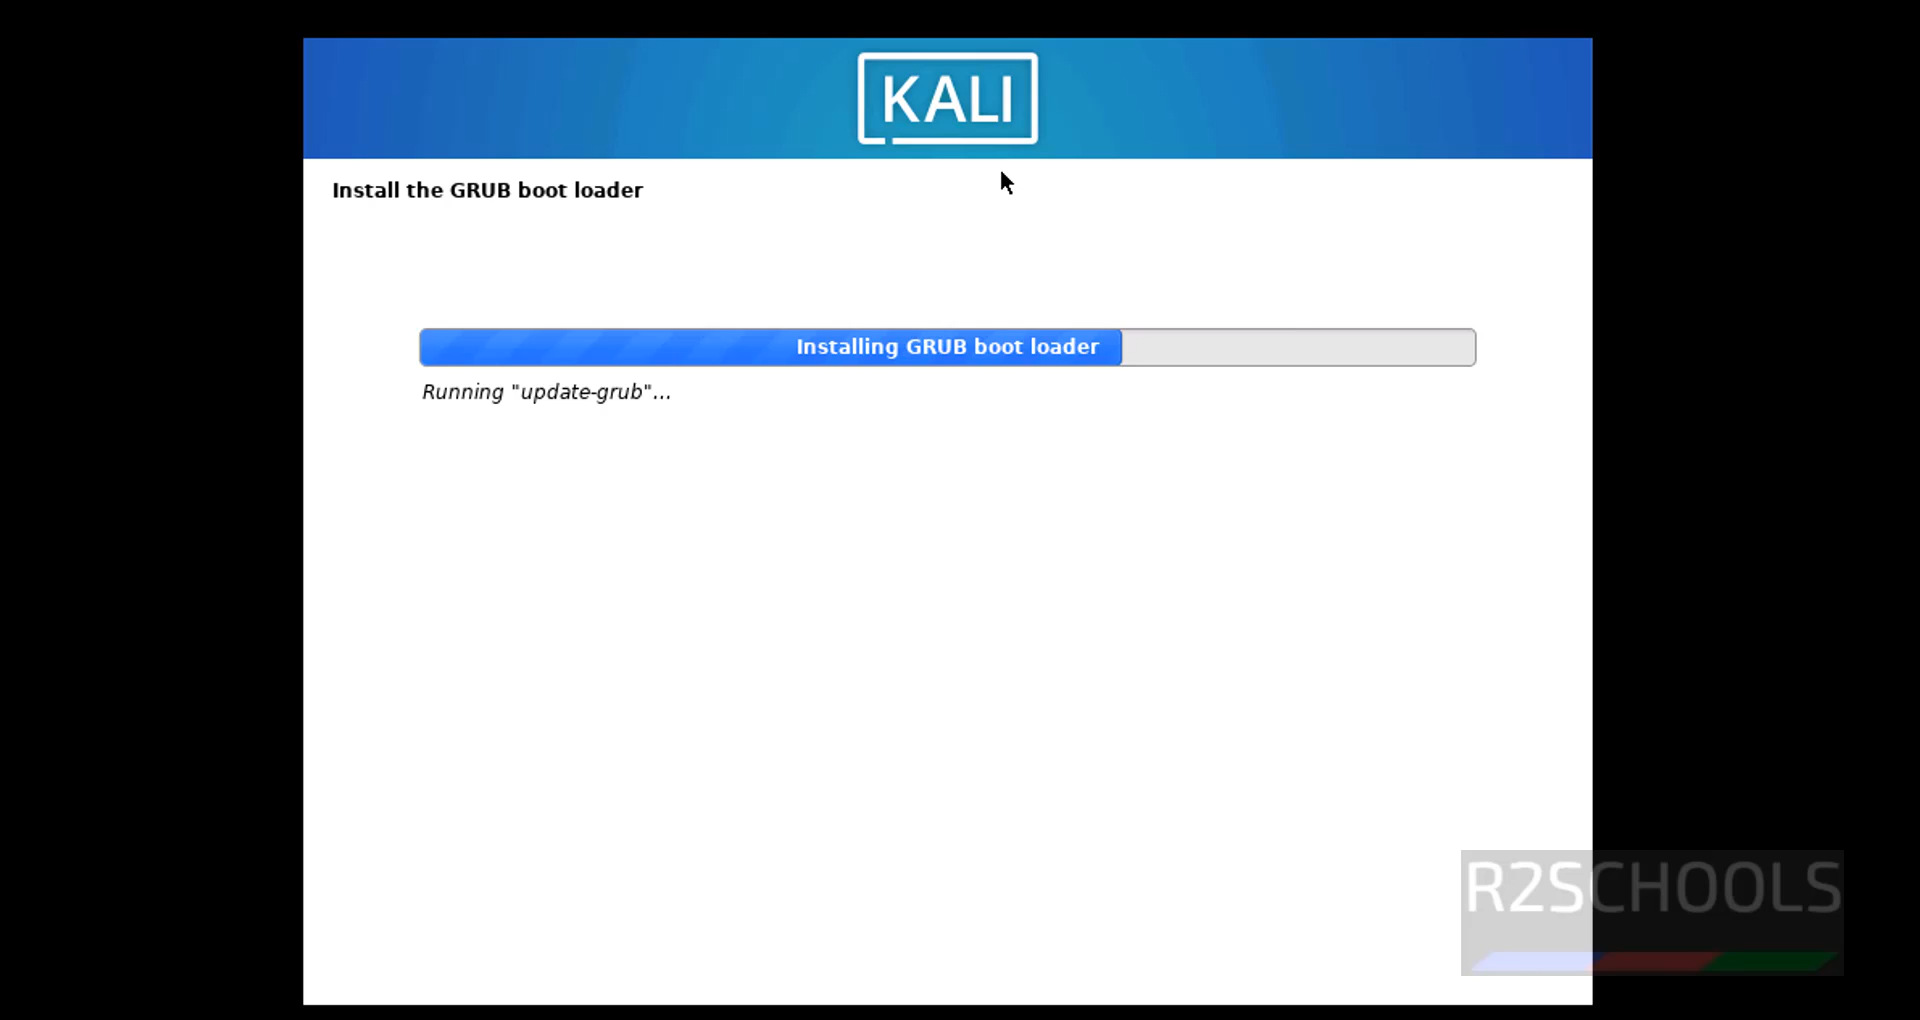 KALI
Install the GRUB boot loader
Installing GRUB boot loader
Running "update-grub"...
R2SCHOOLS